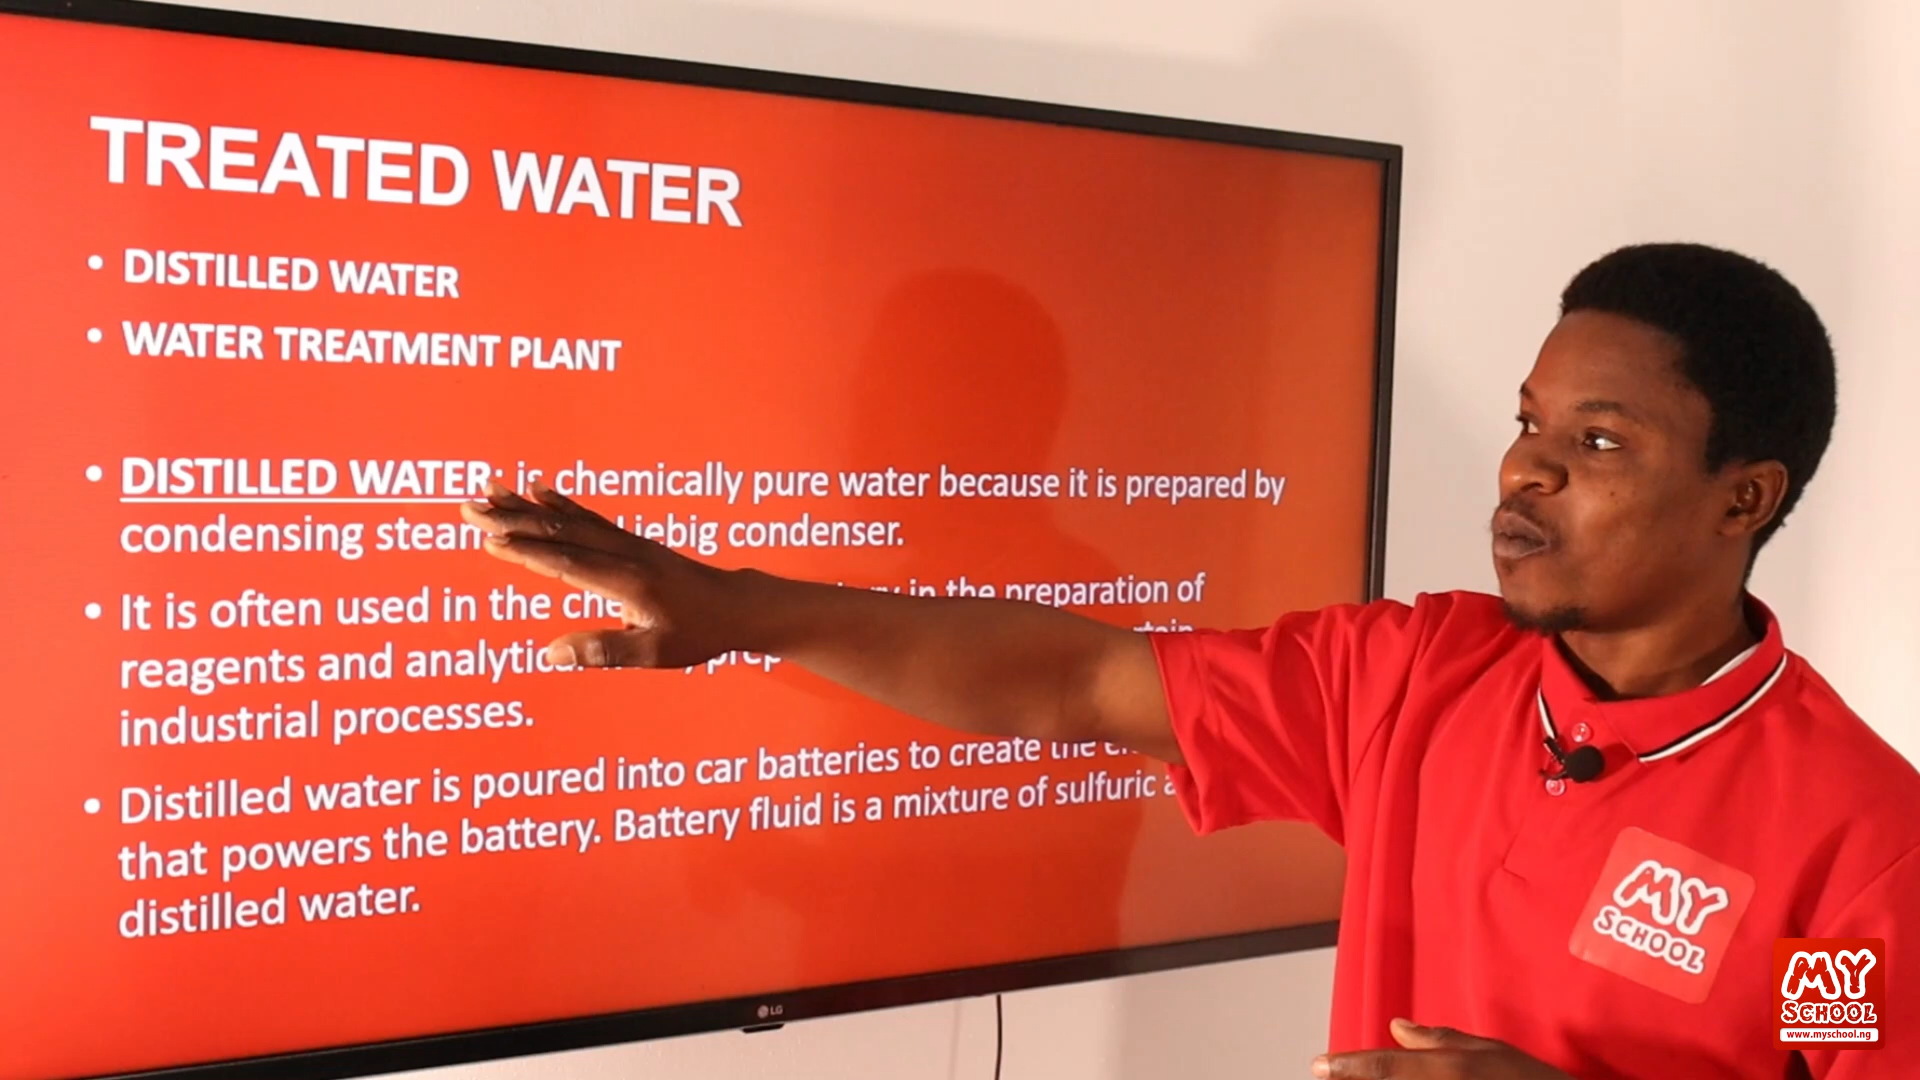 TREATED WATER
• DISTILLED WATER
• WATER TREATMENT PLANT
• DISTILLED WATER: is chemically pure water because it is prepared by
condensing steam Liebig condenser.
• It is often used in the in the preparation of
reagents and
industrial processes.
• Distilled water is poured into car batteries to create the
that powers the battery. Battery fluid is a mixture of sulfuric
distilled water.
LG
MY
SCHOOL
MY
SCHOOL
www.myschool.ng